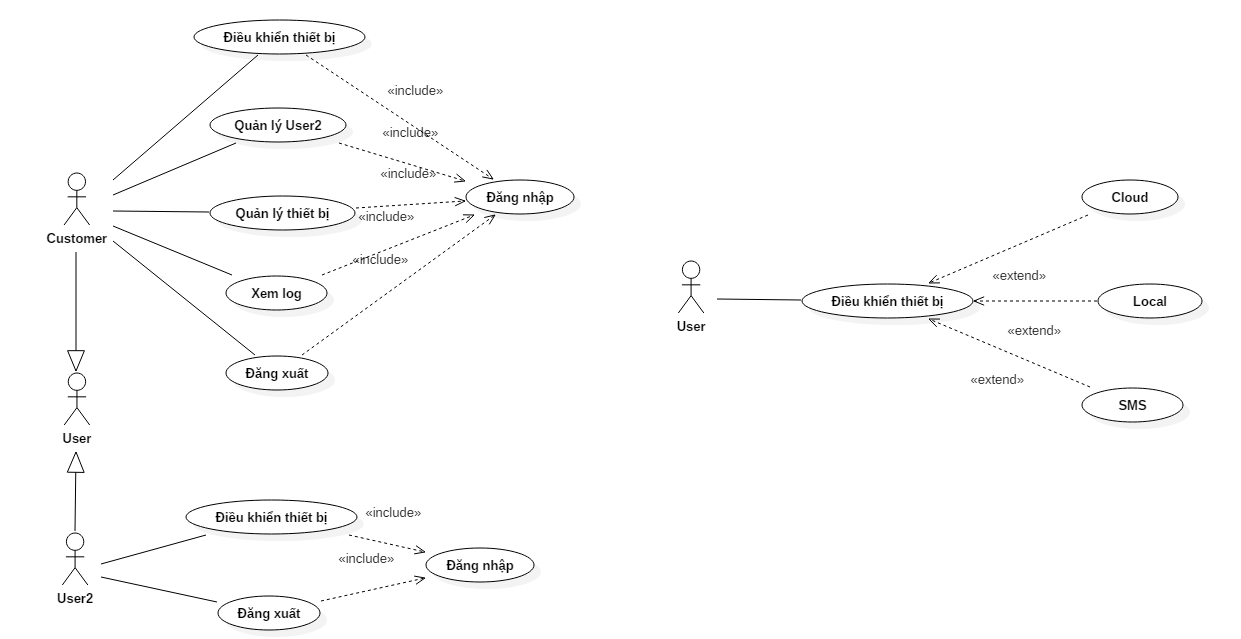 Điều khiển thiết bị
«include»
Quản lý User2
«include»
«include»
Đăng nhập
Customer
Quản lý thiết bị
«include»
Xem log
«include»
Đăng xuất
User
Điều khiển thiết bị
«include»
«include»
Đăng nhập
User2
Đăng xuất
Cloud
«extend»
User
Điều khiển thiết bị
Local
«extend»
«extend»
SMS